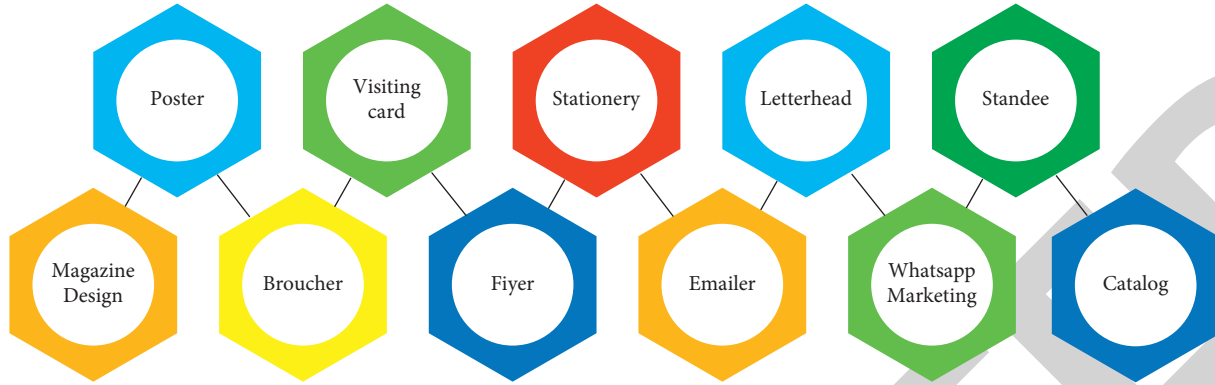 Poster
Visiting
card
Stationery
Letterhead
Standee
Magazine
Design
Broucher
Fiyer
Emailer
Whatsapp
Marketing
Catalog